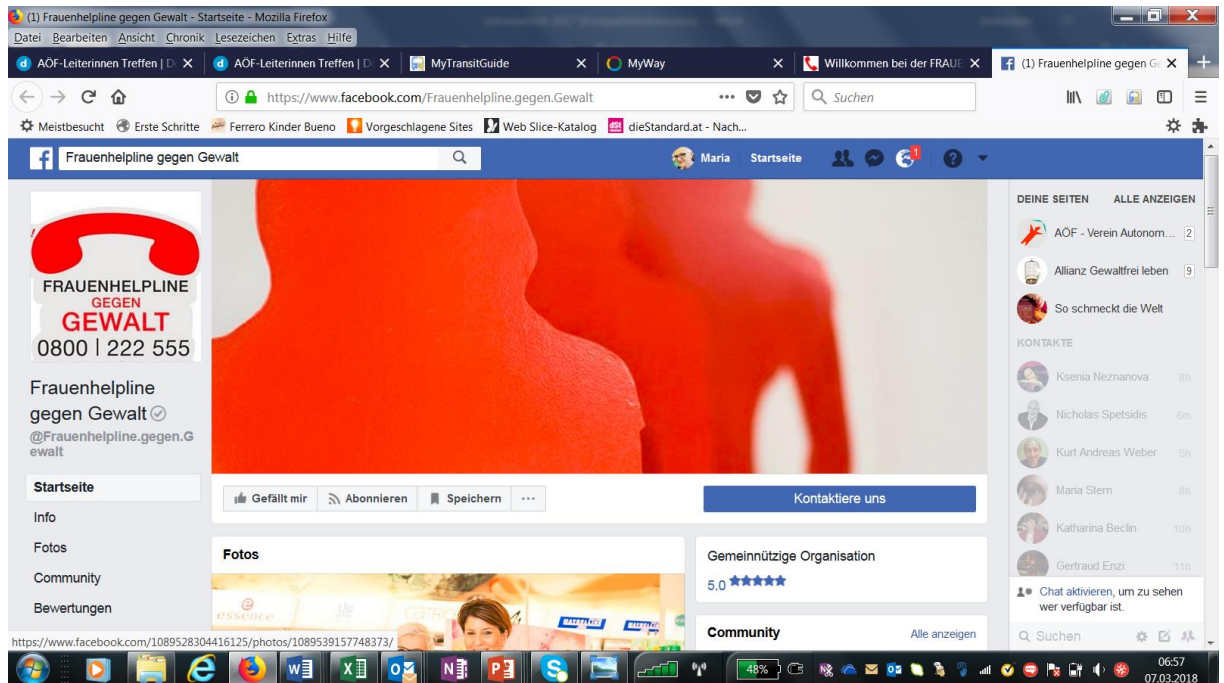 (1) Frauenhelpline gegen Gewalt - Startseite - Mozilla Firefox
Datei Bearbeiten Ansicht Chronik Lesezeichen Extras Hilfe
AÖF-Leiterinnen Treffen | D
AÖF-Leiterinnen Treffen | D
MyTransitGuide
MyWay
Willkommen bei der FRAUE
(1) Frauenhelpline gegen Ge
https://www.facebook.com/Frauenhelpline.gegen.Gewalt
Suchen
Meistbesucht Erste Schritte Ferrero Kinder Bueno Vorgeschlagene Sites Web Slice-Katalog dieStandard.at - Nach...
Frauenhelpline gegen Gewalt
Maria Startseite 1
FRAUENHELPLINE
GEGEN
GEWALT
0800 | 222 555
Frauenhelpline
gegen Gewalt
@Frauenhelpline.gegen.G
ewalt
Startseite
Info
Fotos
Community
Bewertungen
Gefällt mir Abonnieren Speichern ...
Kontaktiere uns
Fotos
essence
Gemeinnützige Organisation
5,0 ★★★★★
Community Alle anzeigen
DEINE SEITEN ALLE ANZEIGEN
AÖF - Verein Autonom... 2
Allianz Gewaltfrei leben 9
So schmeckt die Welt
KONTAKTE
Ksenia Neznanova 8h
Nicholas Spetsidis 6m
Kurt Andreas Weber 5h
Maria Stern 8h
Katharina Beclin 10h
Gertraud Enzi 11h
Chat aktivieren, um zu sehen
wer verfügbar ist.
Suchen
https://www.facebook.com/1089528304416125/photos/1089539157748373/
48%
06:57
07.03.2018